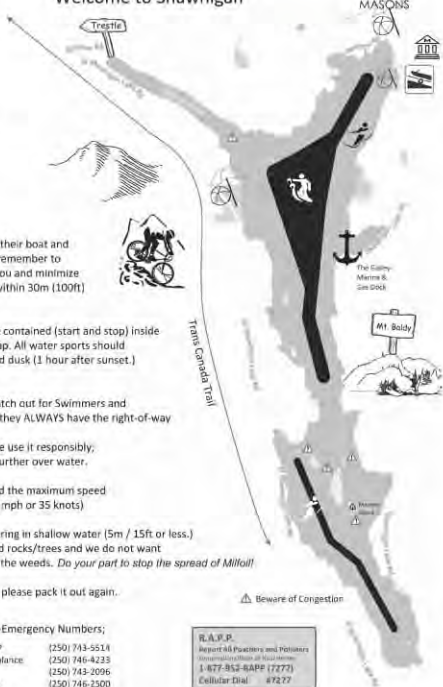 Welcome to Shawnigan
MASONS
Trestle
Trans Canada Trail
The Galley
Marina &
Gas Dock
Mt. Baldy
their boat and
remember to
ou and minimize
within 30m (100ft)
contained (start and stop) inside
up. All water sports should
d dusk (1 hour after sunset.)
tch out for Swimmers and
they ALWAYS have the right-of-way
e use it responsibly;
urther over water.
d the maximum speed
mph or 35 knots)
ring in shallow water (5m / 15ft or less.)
d rocks/trees and we do not want
the weeds. Do your part to stop the spread of Milfoil!
please pack it out again.
Beware of Congestion
-Emergency Numbers;
(250) 743-5514
ulance (250) 746-4233
(250) 743-2096
(250) 746-2500
R.A.P.P.
Report All Poachers and Polluters
1-877-952-RAPP (7277)
Cellular Dial #7277